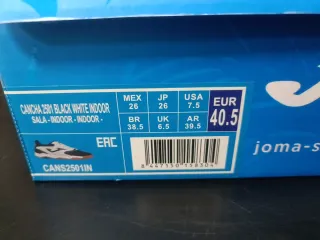 CANCHA 2501 BLACK WHITE INDOOR
SALA - INDOOR - INDOOR -
MEX JP USA EUR
26 26 7.5 40.5
BR UK AR
38.5 6.5 39.5
EAC
CANS2501IN
joma-s